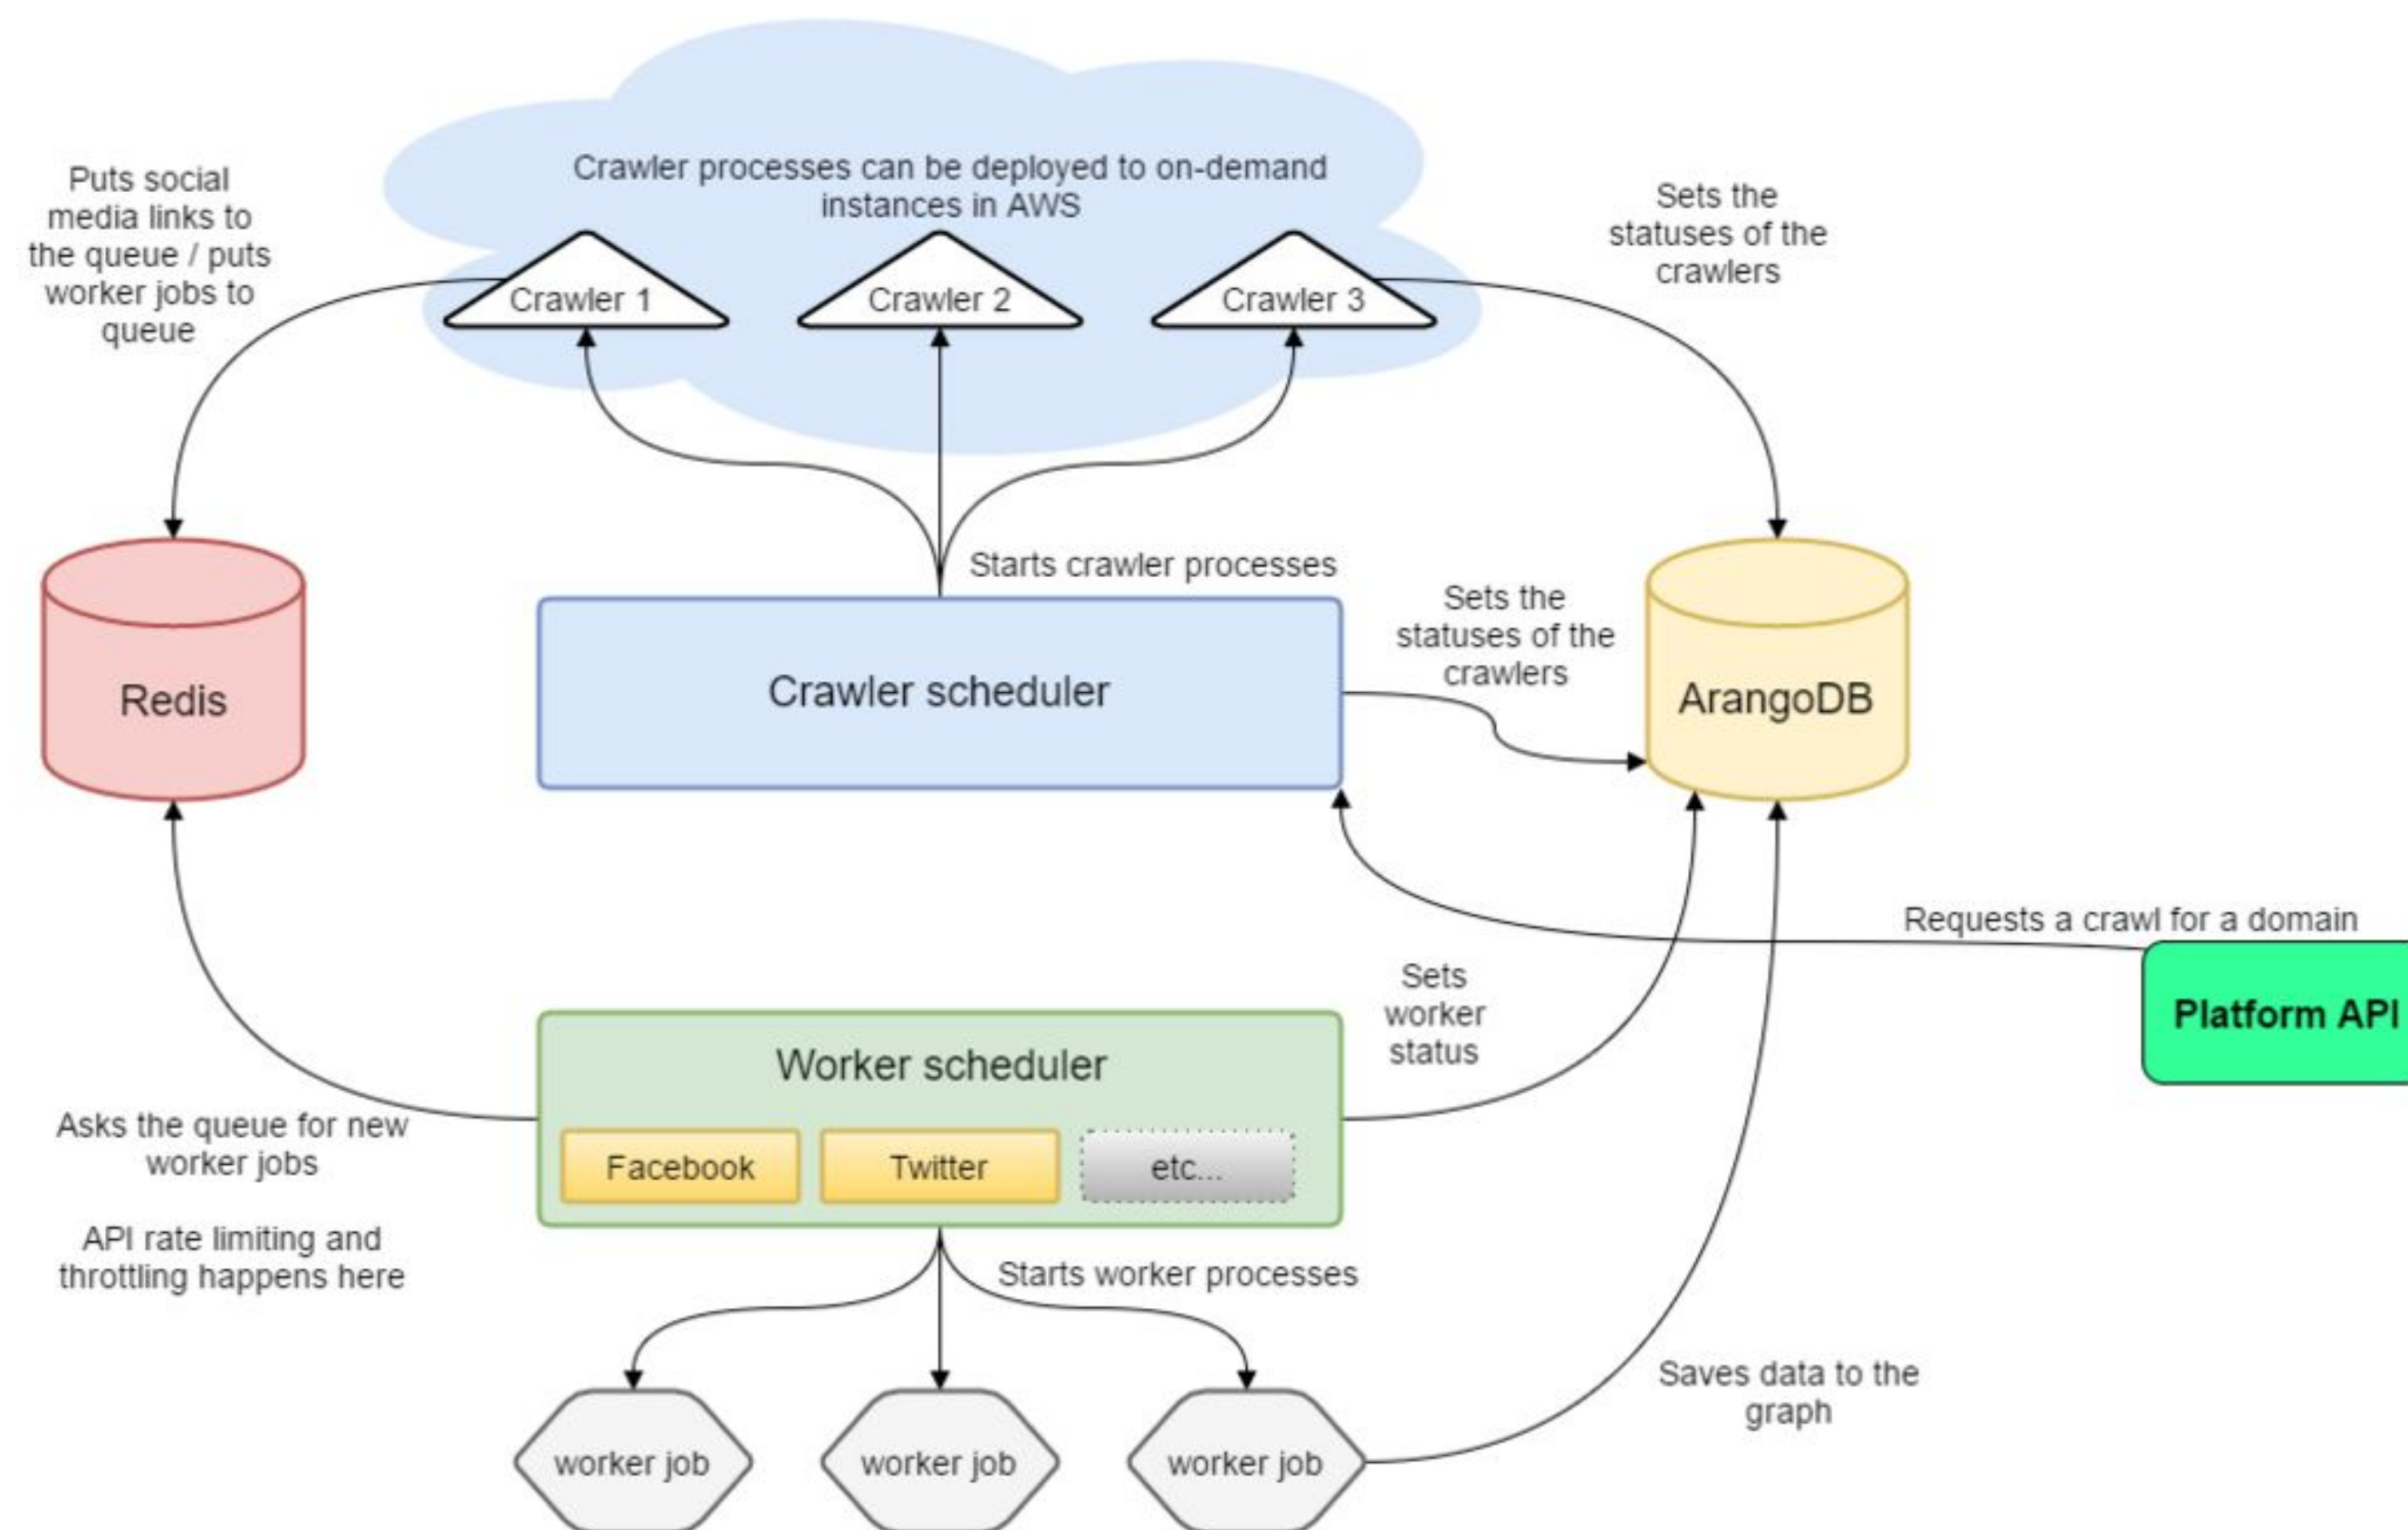 Crawler processes can be deployed to on-demand
instances in AWS
Puts social
media links to
the queue / puts
worker jobs to
queue
Crawler 1
Crawler 2
Crawler 3
Sets the
statuses of the
crawlers
Starts crawler processes
Redis
Crawler scheduler
Sets the
statuses of the
crawlers
ArangoDB
Requests a crawl for a domain
Platform API
Sets
worker
status
Worker scheduler
Facebook
Twitter
etc...
Asks the queue for new
worker jobs
API rate limiting and
throttling happens here
Starts worker processes
worker job
worker job
worker job
Saves data to the
graph